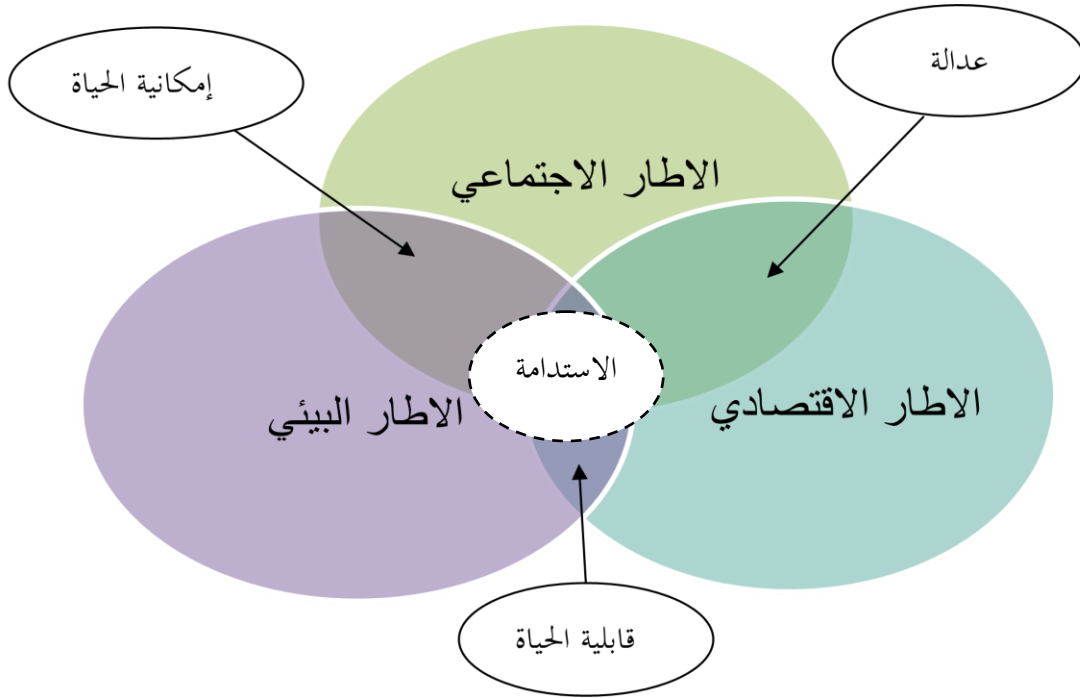 عدالة
إمكانية الحياة
الاطار الاجتماعي
الاستدامة
الاطار الاقتصادي
الاطار البيئي
قابلية الحياة